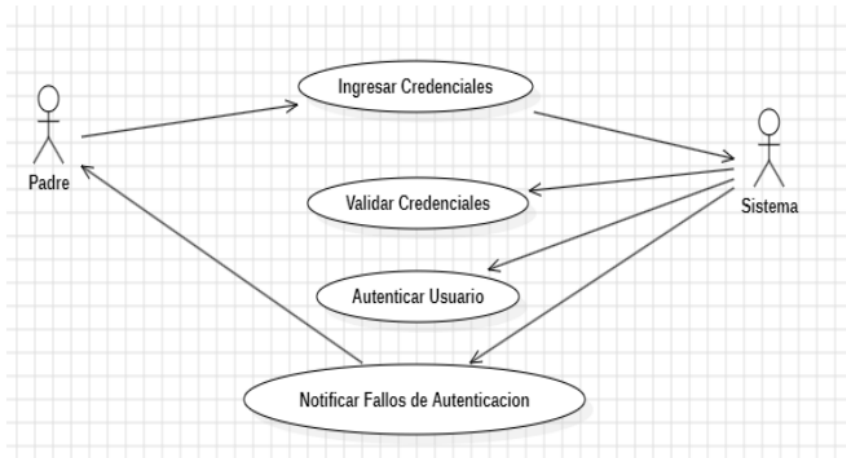 Ingresar Credenciales
Padre
Validar Credenciales
Sistema
Autenticar Usuario
Notificar Fallos de Autenticacion